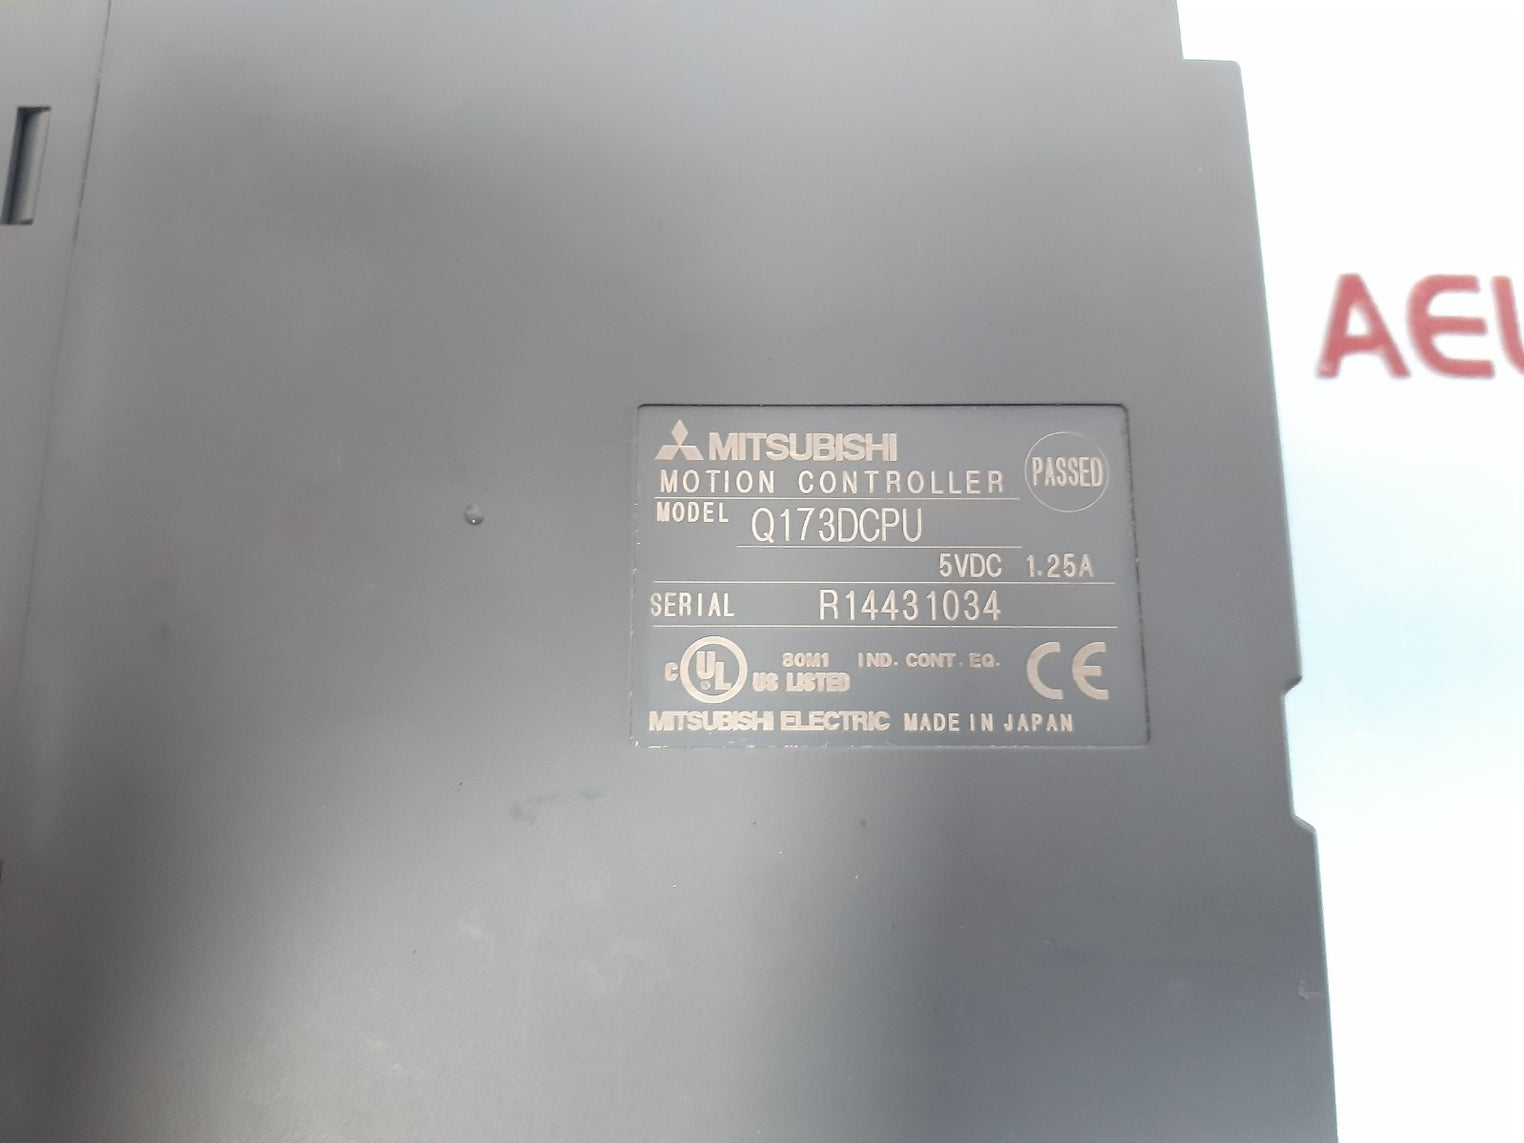 MITSUBISHI
MOTION CONTROLLER
PASSED
MODEL Q173DCPU
5VDC 1.25A
SERIAL R14431034
C UL US LISTED
80M1 IND. CONT. EQ.
CE
MITSUBISHI ELECTRIC MADE IN JAPAN
AEU